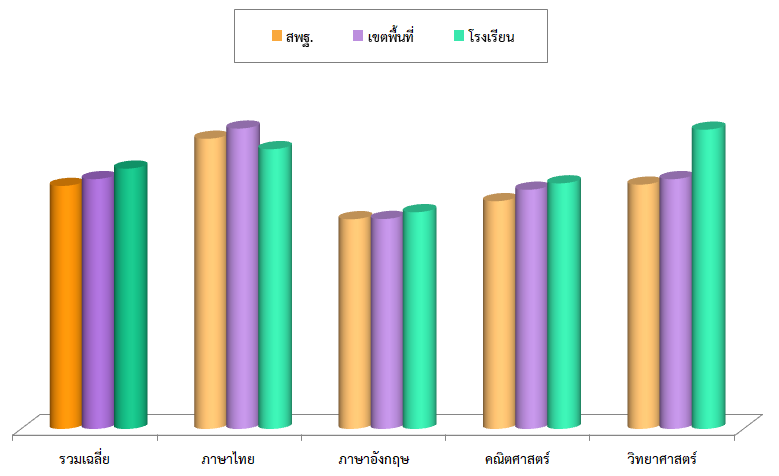 สพฐ. เขตพื้นที่ โรงเรียน
รวมเฉลี่ย ภาษาไทย ภาษาอังกฤษ คณิตศาสตร์ วิทยาศาสตร์